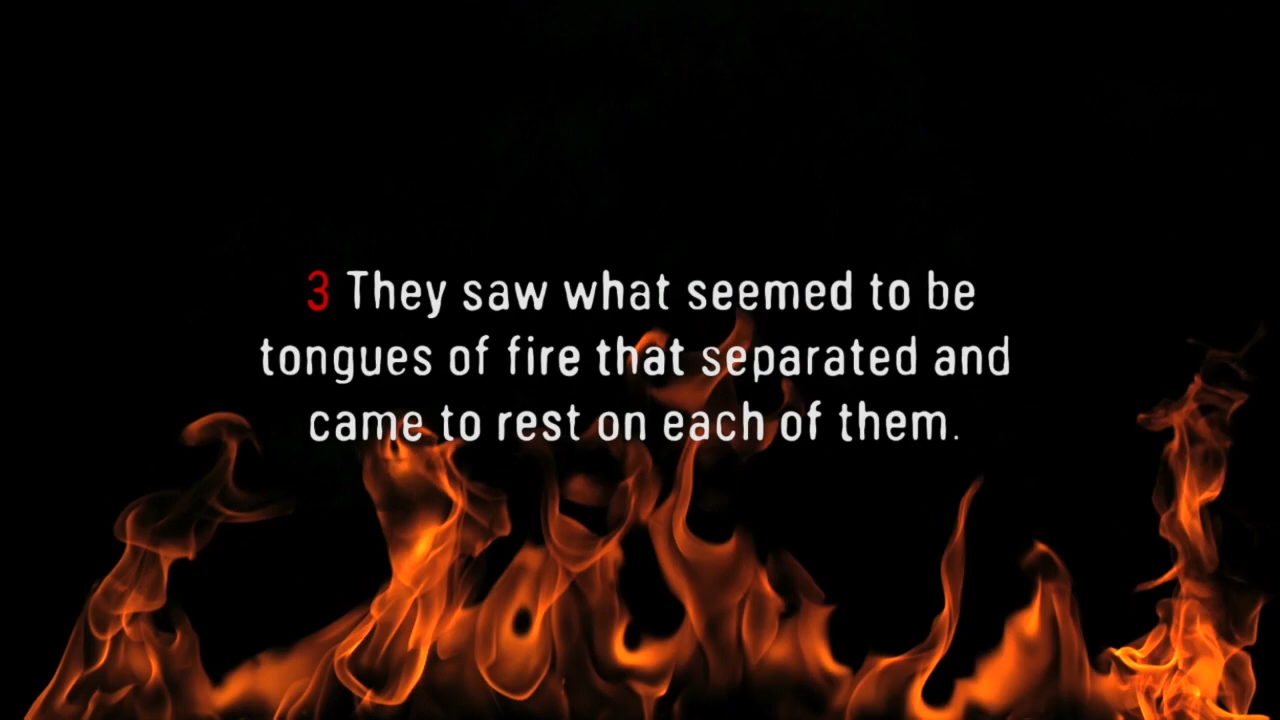 3 They saw what seemed to be
tongues of fire that separated and
came to rest on each of them.